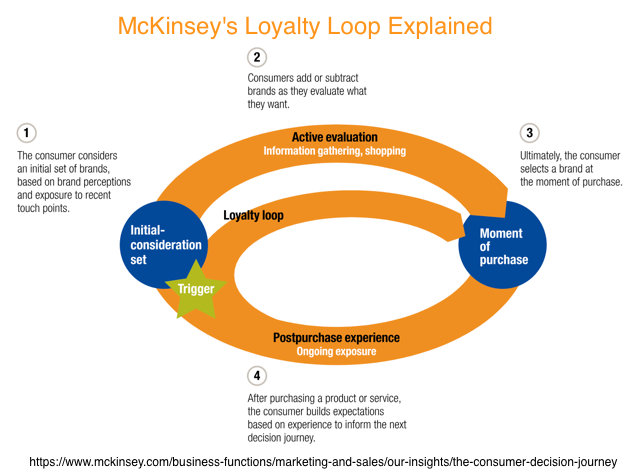 McKinsey's Loyalty Loop Explained
2
Consumers add or subtract
brands as they evaluate what
they want.
1
The consumer considers
an initial set of brands,
based on brand perceptions
and exposure to recent
touch points.
3
Ultimately, the consumer
selects a brand at
the moment of purchase.
Active evaluation
Information gathering, shopping
Loyalty loop
Initial-
consideration
set
Moment
of
purchase
Trigger
Postpurchase experience
Ongoing exposure
4
After purchasing a product or service,
the consumer builds expectations
based on experience to inform the next
decision journey.
https://www.mckinsey.com/business-functions/marketing-and-sales/our-insights/the-consumer-decision-journey